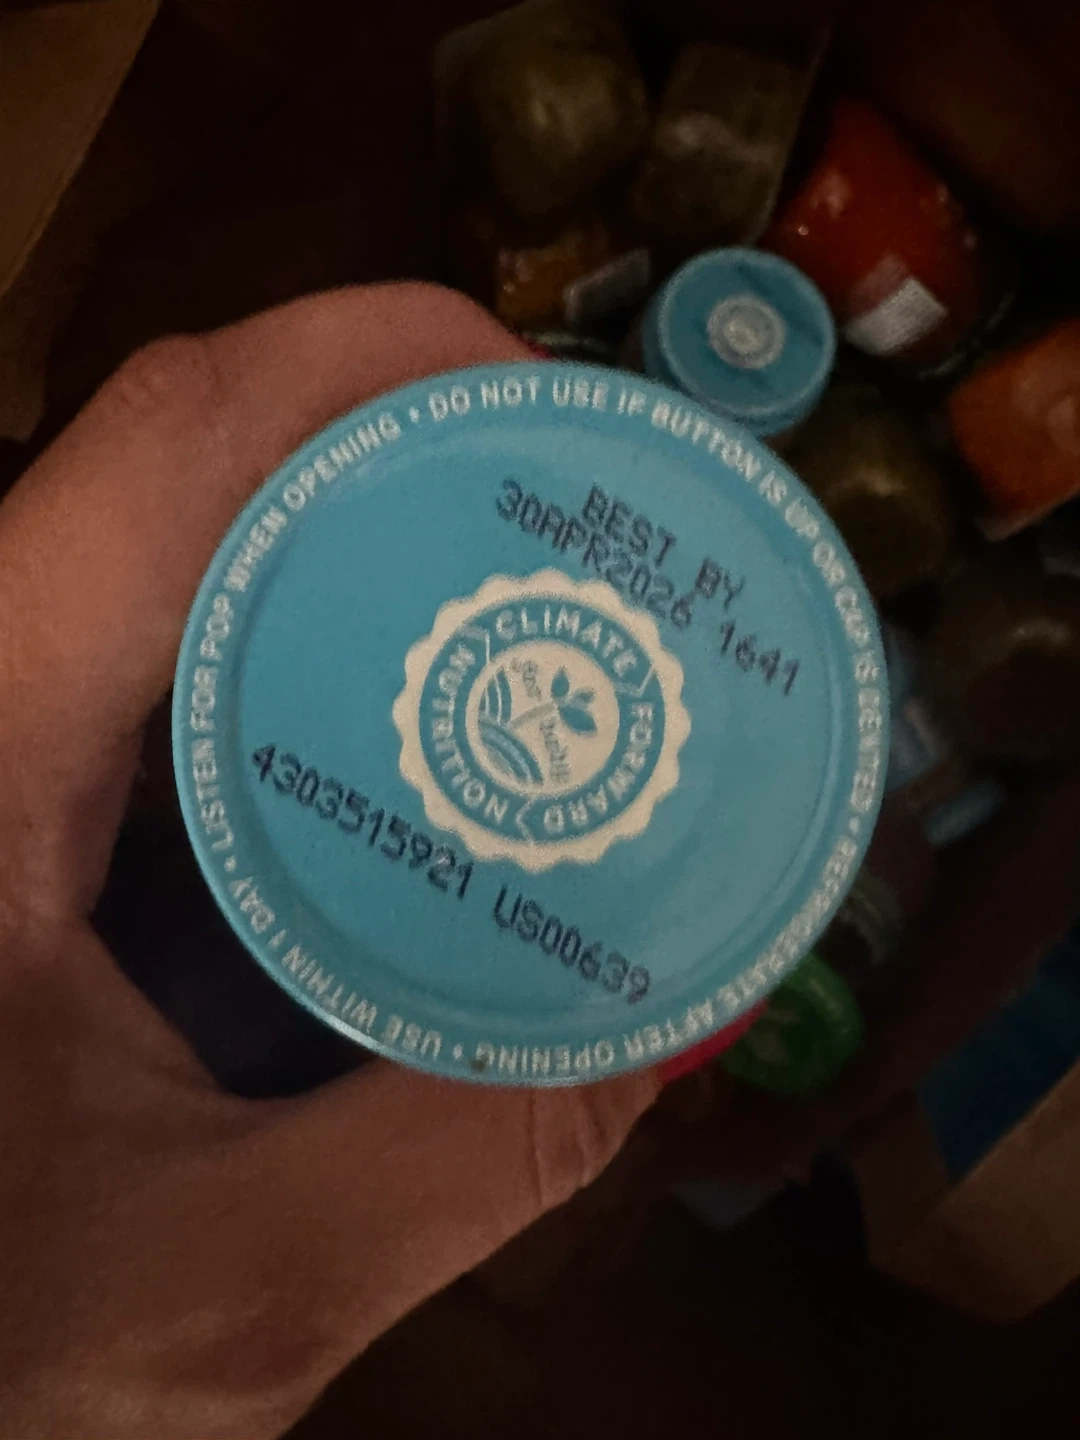 • DO NOT USE IF BUTTON IS UP OR CAP IS DENTED • REFRIGERATE AFTER OPENING • USE WITHIN 1 DAY • LISTEN FOR POP WHEN OPENING
BEST BY
30APR2026 1641
CLIMATE FORWARD NUTRITION
4303515921 US00639